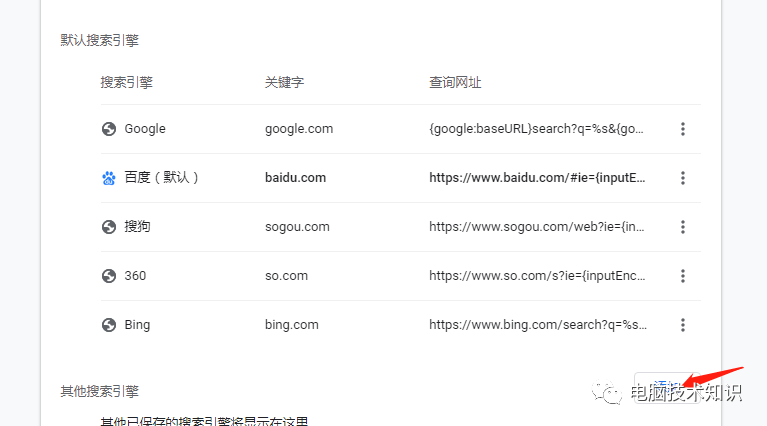 默认搜索引擎
搜索引擎 关键字 查询网址
Google google.com {google:baseURL}search?q=%s&{go...
百度（默认） baidu.com https://www.baidu.com/#ie={inputE...
搜狗 sogou.com https://www.sogou.com/web?ie={in...
360 so.com https://www.so.com/s?ie={inputEnc...
Bing bing.com https://www.bing.com/search?q=%s...
其他搜索引擎
电脑技术知识
其他已保存的搜索引擎将显示在这里